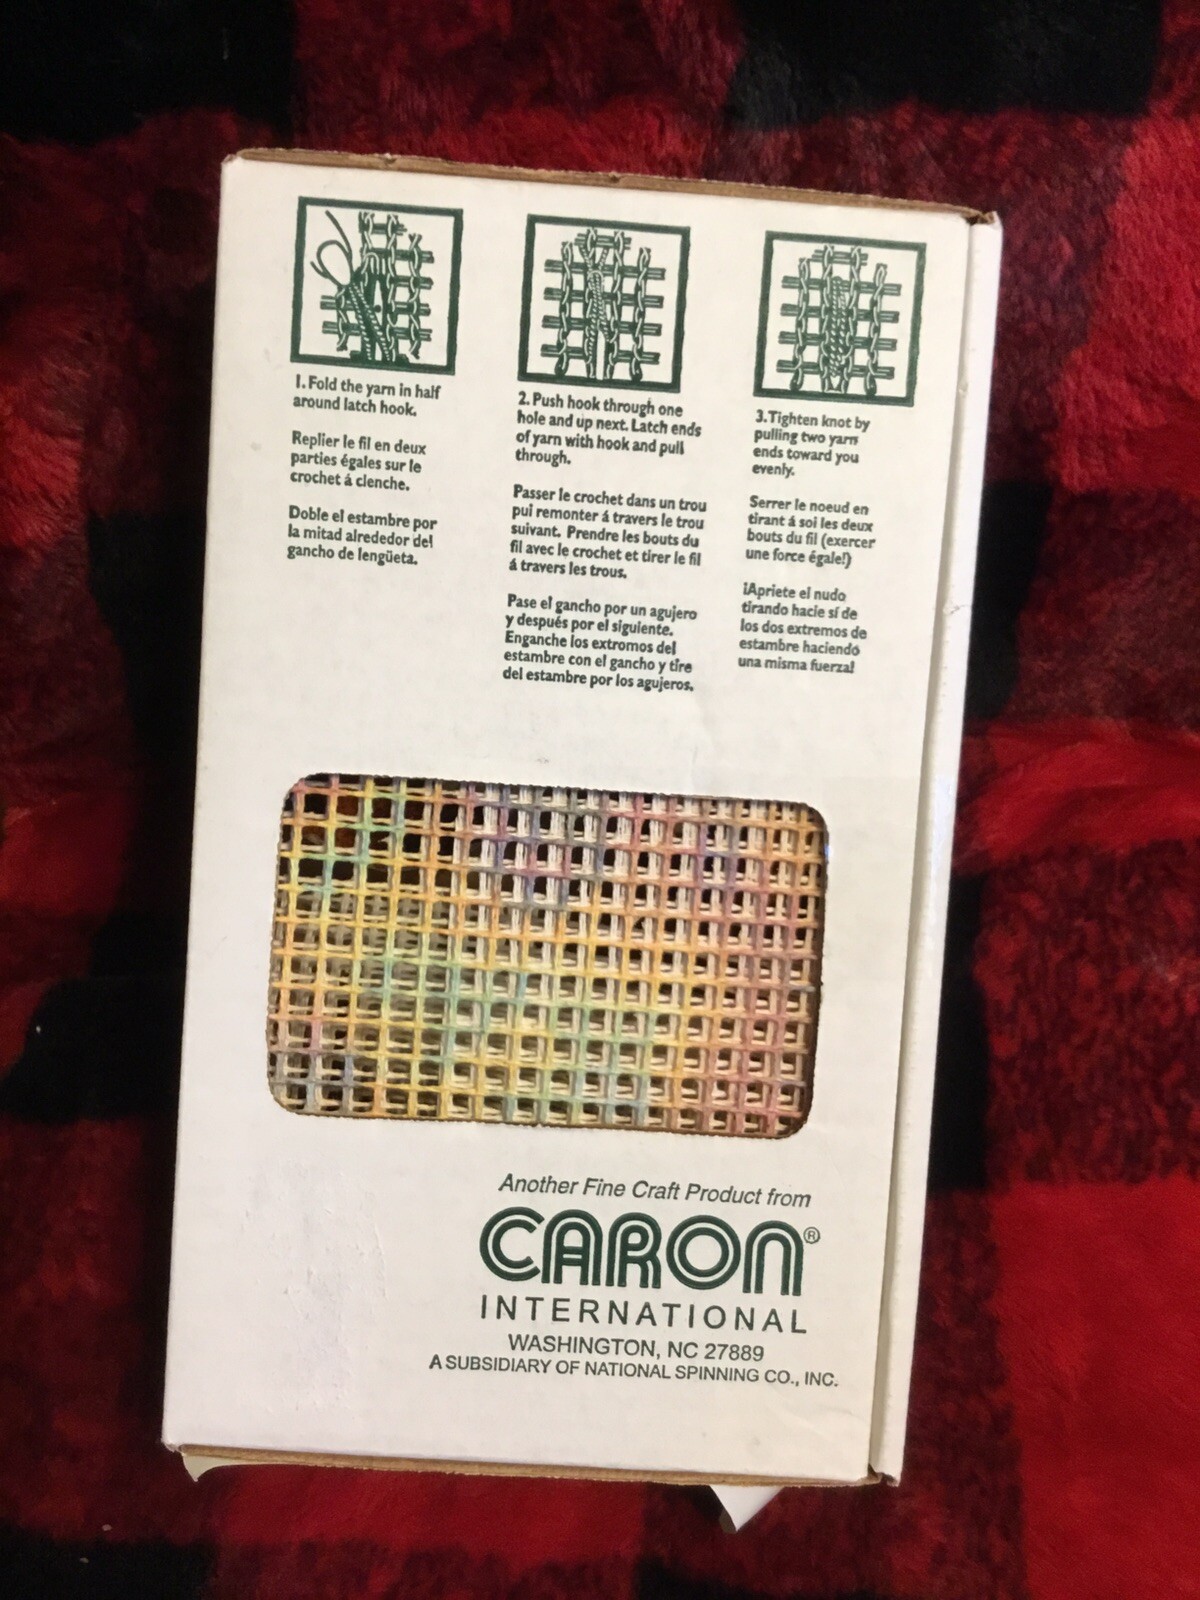 1. Fold the yarn in half
around latch hook.
Replier le fil en deux
parties égales sur le
crochet á clenche.
Doble el estambre por
la mitad alrededor del
gancho de lengüeta.
2. Push hook through one
hole and up next. Latch ends
of yarn with hook and pull
through.
Passer le crochet dans un trou
pui remonter á travers le trou
suivant. Prendre les bouts du
fil avec le crochet et tirer le fil
á travers les trous.
Pase el gancho por un agujero
y después por el siguiente.
Enganche los extromos del
estambre con el gancho y tire
del estambre por los agujeros.
3. Tighten knot by
pulling two yarn
ends toward you
evenly.
Serrer le noeud en
tirant á soi les deux
bouts du fil (exercer
une force égale!)
¡Apriete el nudo
tirando hacie sí de
los dos extremos de
estambre haciendo
una misma fuerza!
Another Fine Craft Product from
CARON®
INTERNATIONAL
WASHINGTON, NC 27889
A SUBSIDIARY OF NATIONAL SPINNING CO., INC.